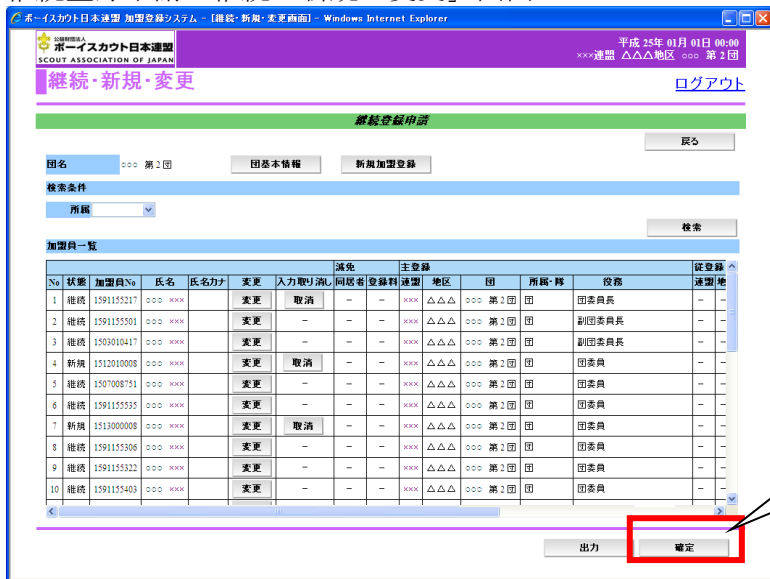 ボーイスカウト日本連盟 加盟登録システム - [継続・新規・変更画面] - Windows Internet Explorer
公益財団法人
ボーイスカウト日本連盟
SCOUT ASSOCIATION OF JAPAN
平成 25年 01月 01日 00:00
×××連盟 △△△地区 ○○○ 第2団
継続・新規・変更
ログアウト
継続登録申請
戻る
団名 ○○○ 第2団 団基本情報 新規加盟登録
検索条件
所属
検索
加盟員一覧
減免 主登録 従登録
No 状態 加盟員No 氏名 氏名カナ 変更 入力取り消し 同居者 登録料 連盟 地区 団 所属・隊 役務 連盟 地
1 継続 1591155217 ○○○ ××× 変更 取消 － － ××× △△△ ○○○ 第2団 団 団委員長 － －
2 継続 1591155501 ○○○ ××× 変更 － － － ××× △△△ ○○○ 第2団 団 副団委員長 － －
3 継続 1503010417 ○○○ ××× 変更 － － － ××× △△△ ○○○ 第2団 団 副団委員長 － －
4 新規 1512010008 ○○○ ××× 変更 取消 － － ××× △△△ ○○○ 第2団 団 団委員 － －
5 継続 1507008751 ○○○ ××× 変更 － － － ××× △△△ ○○○ 第2団 団 団委員 － －
6 継続 1591155535 ○○○ ××× 変更 － － － ××× △△△ ○○○ 第2団 団 団委員 － －
7 新規 1513000008 ○○○ ××× 変更 取消 － － ××× △△△ ○○○ 第2団 団 団委員 － －
8 継続 1591155306 ○○○ ××× 変更 － － － ××× △△△ ○○○ 第2団 団 団委員 － －
9 継続 1591155322 ○○○ ××× 変更 － － － ××× △△△ ○○○ 第2団 団 団委員 － －
10 継続 1591155403 ○○○ ××× 変更 － － － ××× △△△ ○○○ 第2団 団 団委員 － －
出力 確定